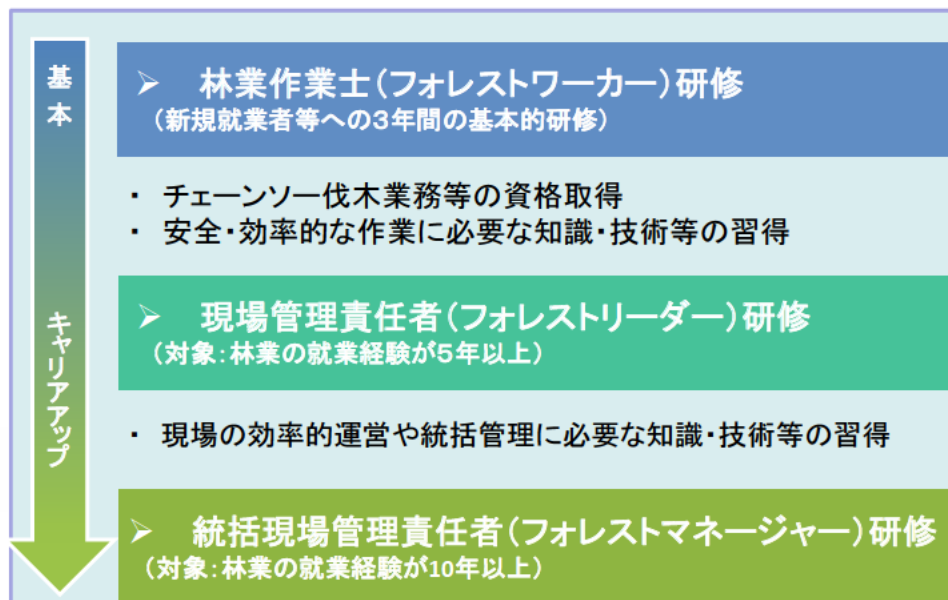 基本
キャリアアップ
➢ 林業作業士（フォレストワーカー）研修
（新規就業者等への３年間の基本的研修）
・ チェーンソー伐木業務等の資格取得
・ 安全・効率的な作業に必要な知識・技術等の習得
➢ 現場管理責任者（フォレストリーダー）研修
（対象：林業の就業経験が５年以上）
・ 現場の効率的運営や統括管理に必要な知識・技術等の習得
➢ 統括現場管理責任者（フォレストマネージャー）研修
（対象：林業の就業経験が10年以上）